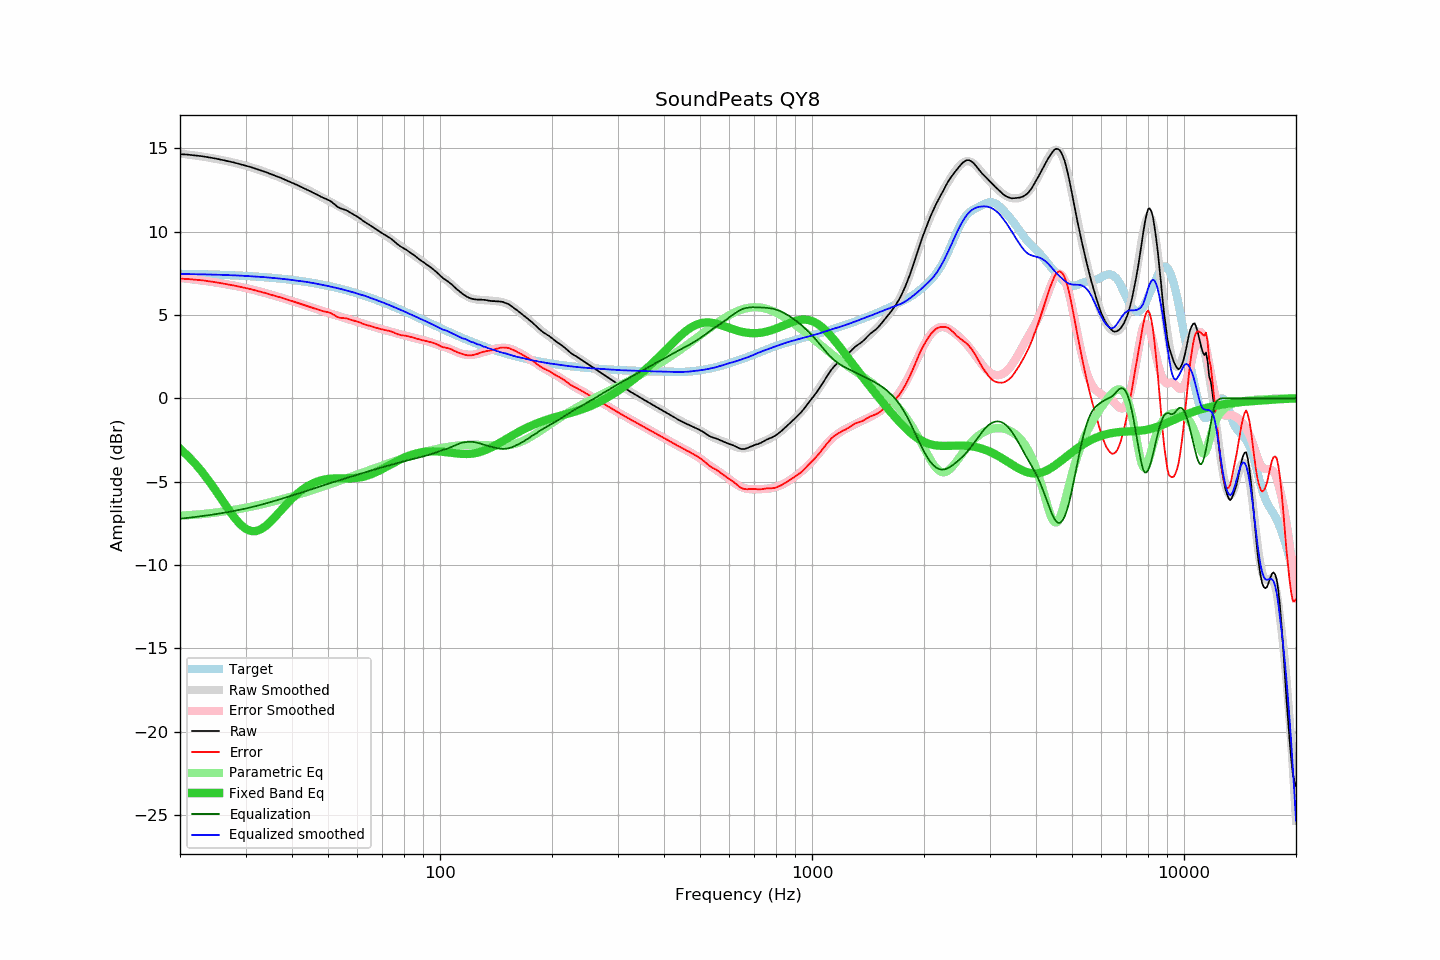 SoundPeats QY8
15
10
5
0
−5
−10
−15
−20
−25
Amplitude (dBr)
Target
Raw Smoothed
Error Smoothed
Raw
Error
Parametric Eq
Fixed Band Eq
Equalization
Equalized smoothed
100 1000 10000
Frequency (Hz)